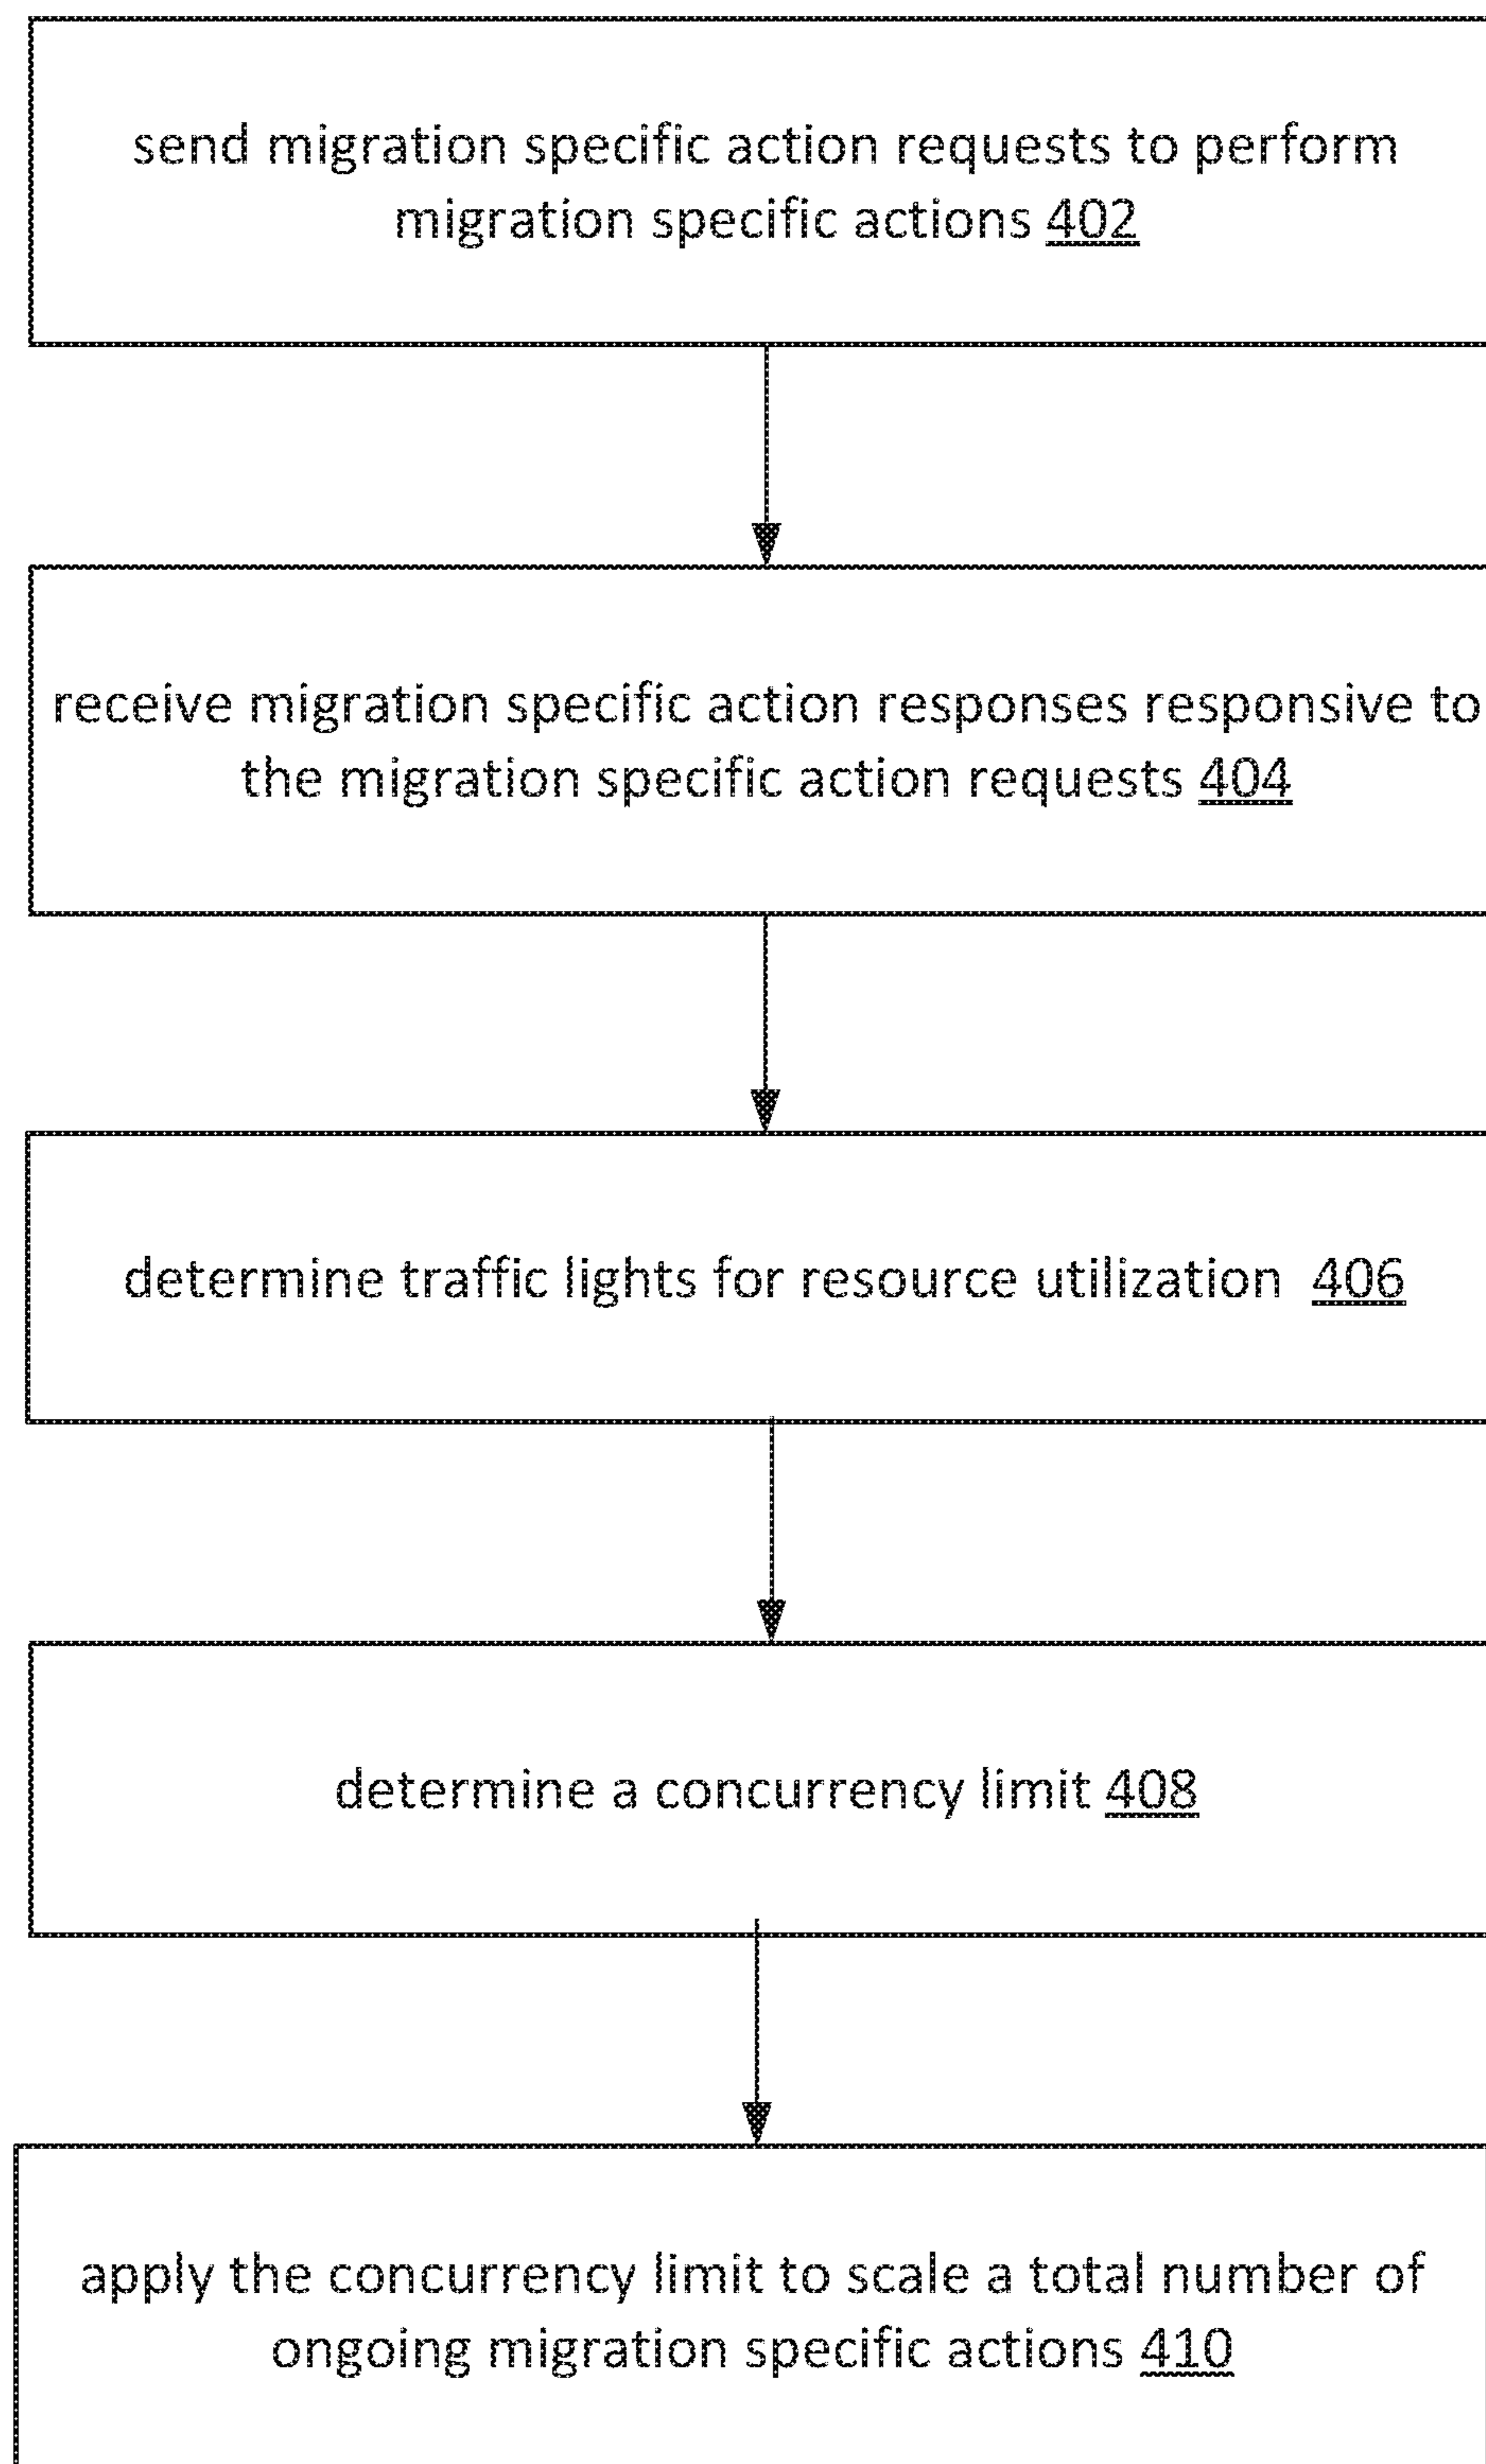 send migration specific action requests to perform
migration specific actions 402
receive migration specific action responses responsive to
the migration specific action requests 404
determine traffic lights for resource utilization 406
determine a concurrency limit 408
apply the concurrency limit to scale a total number of
ongoing migration specific actions 410